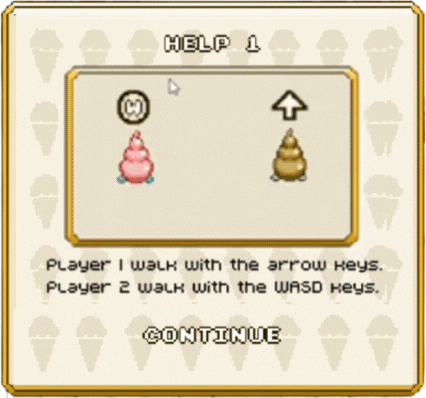 HELP 1
W
Player 1 walk with the arrow keys.
Player 2 walk with the WASD keys.
CONTINUE